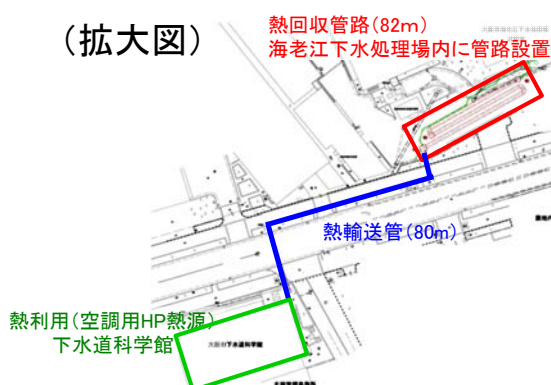 (拡大図)
熱回収管路(82m)
海老江下水処理場内に管路設置
熱輸送管(80m)
熱利用(空調用HP熱源)
下水道科学館